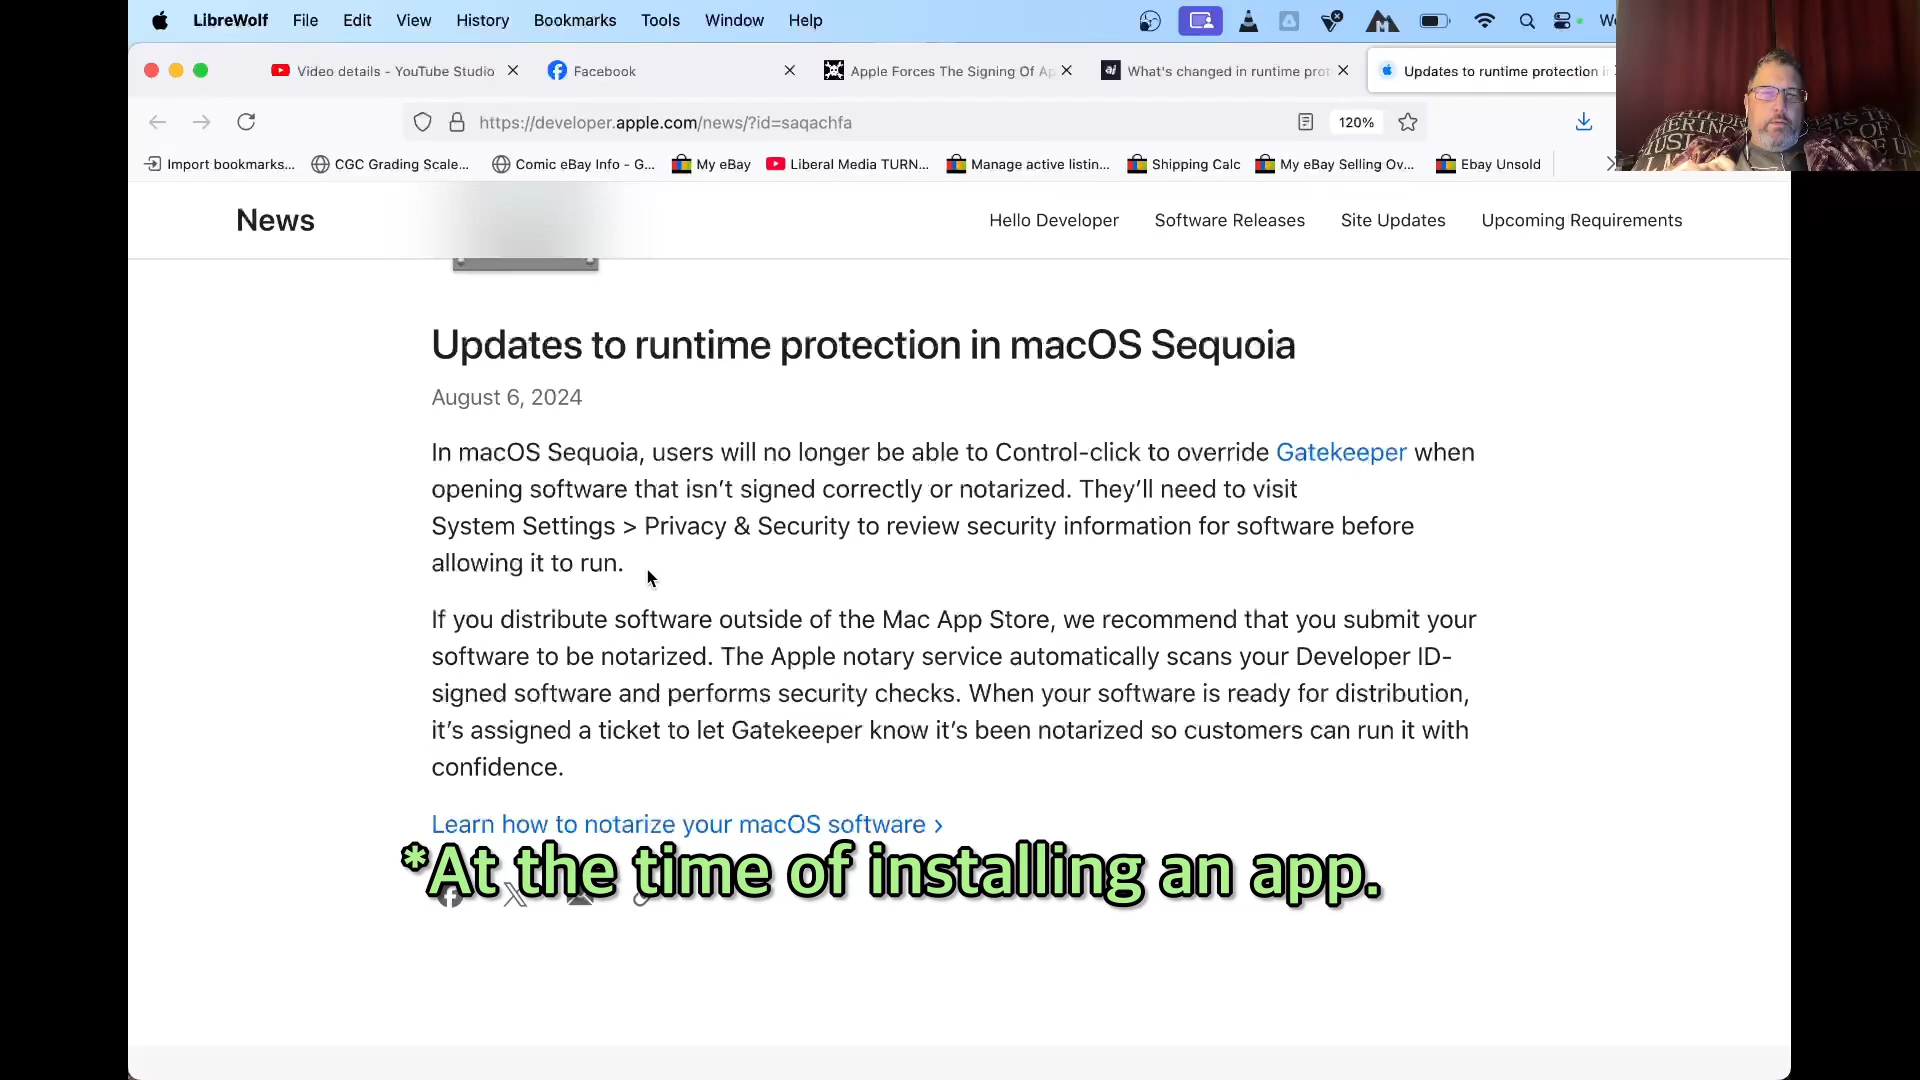 LibreWolf File Edit View History Bookmarks Tools Window Help
Video details - YouTube Studio
Facebook
Apple Forces The Signing Of Ap
What's changed in runtime prot
Updates to runtime protection
https://developer.apple.com/news/?id=saqachfa
120%
Import bookmarks... CGC Grading Scale... Comic eBay Info - G... My eBay Liberal Media TURN... Manage active listin... Shipping Calc My eBay Selling Ov... Ebay Unsold
News
Hello Developer Software Releases Site Updates Upcoming Requirements
Updates to runtime protection in macOS Sequoia
August 6, 2024
In macOS Sequoia, users will no longer be able to Control-click to override Gatekeeper when
opening software that isn’t signed correctly or notarized. They’ll need to visit
System Settings > Privacy & Security to review security information for software before
allowing it to run.
If you distribute software outside of the Mac App Store, we recommend that you submit your
software to be notarized. The Apple notary service automatically scans your Developer ID-
signed software and performs security checks. When your software is ready for distribution,
it’s assigned a ticket to let Gatekeeper know it’s been notarized so customers can run it with
confidence.
Learn how to notarize your macOS software ›
*At the time of installing an app.